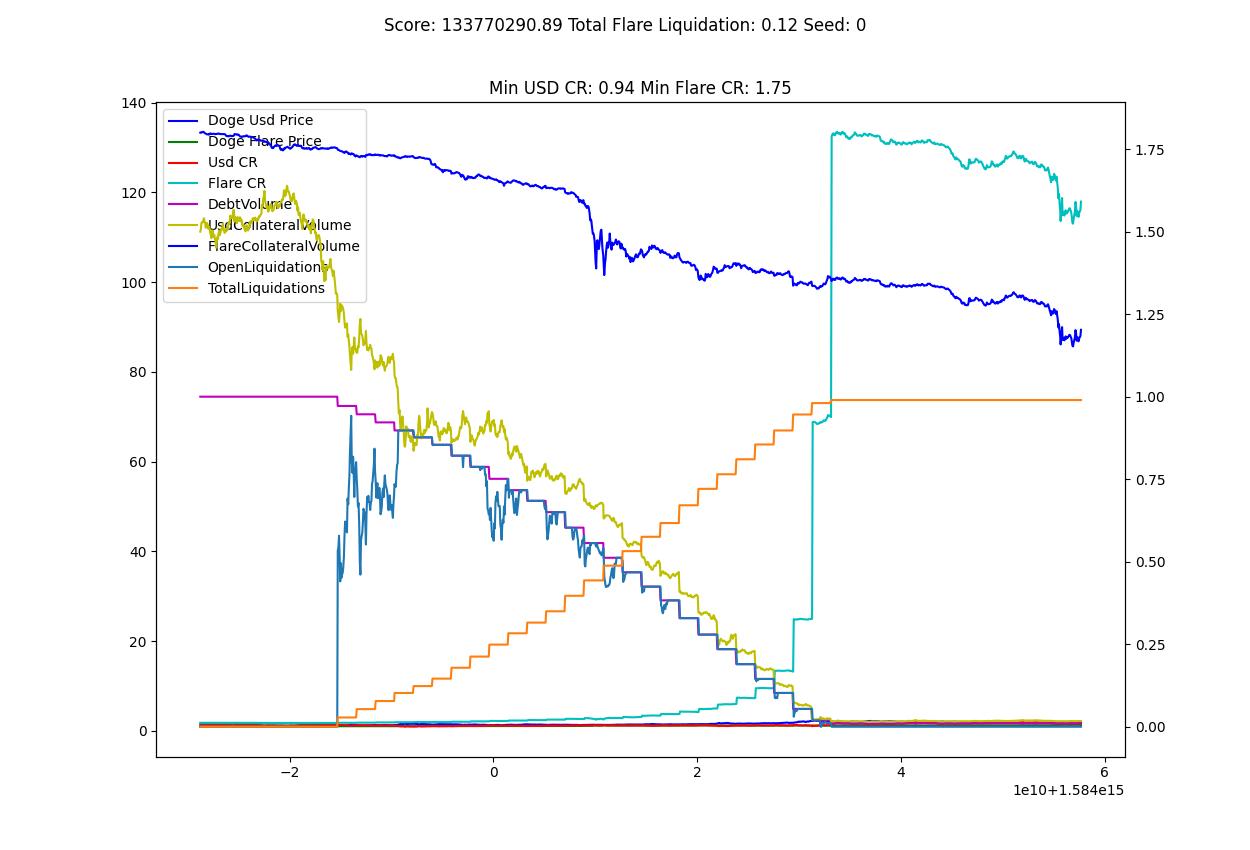 Score: 133770290.89 Total Flare Liquidation: 0.12 Seed: 0
Min USD CR: 0.94 Min Flare CR: 1.75
Doge Usd Price
Doge Flare Price
Usd CR
Flare CR
DebtVolume
UsdCollateralVolume
FlareCollateralVolume
OpenLiquidations
TotalLiquidations
140
120
100
80
60
40
20
0
1.75
1.50
1.25
1.00
0.75
0.50
0.25
0.00
−2
0
2
4
6
1e10+1.584e15